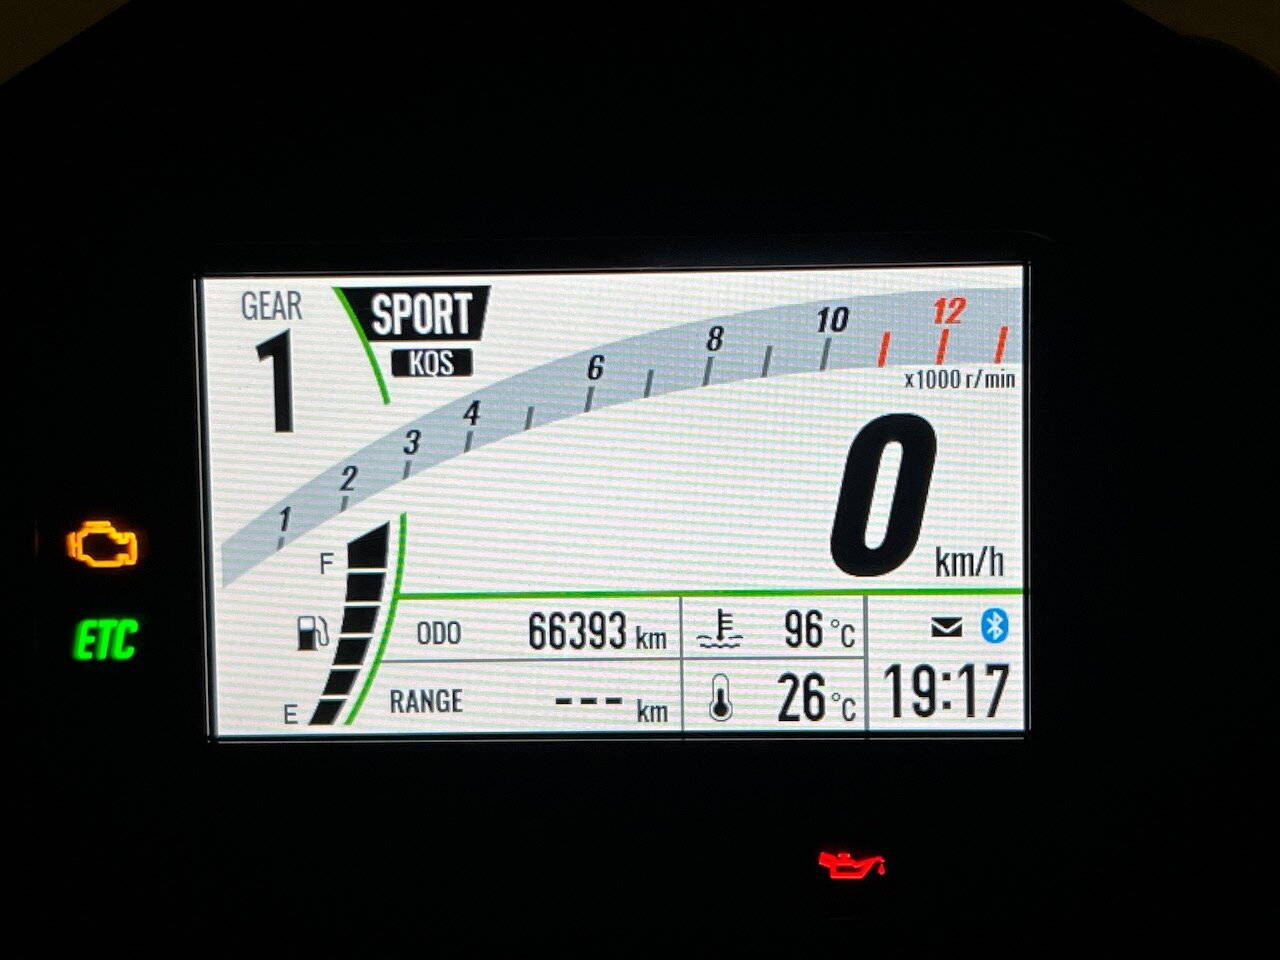 GEAR
1
SPORT
KQS
1
2
3
4
6
8
10
12
x1000 r/min
0
km/h
F
E
ODO 66393 km
RANGE --- km
96 °C
26 °C
19:17
ETC